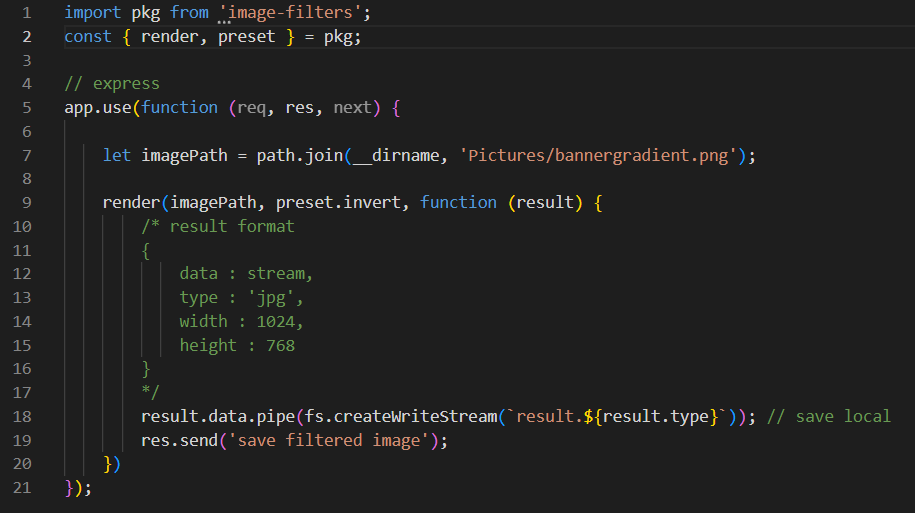 1 import pkg from 'image-filters';
2 const { render, preset } = pkg;
3
4 // express
5 app.use(function (req, res, next) {
6
7     let imagePath = path.join(__dirname, 'Pictures/bannergradient.png');
8
9     render(imagePath, preset.invert, function (result) {
10         /* result format
11         {
12             data : stream,
13             type : 'jpg',
14             width : 1024,
15             height : 768
16         }
17         */
18         result.data.pipe(fs.createWriteStream(`result.${result.type}`)); // save local
19         res.send('save filtered image');
20     })
21 });